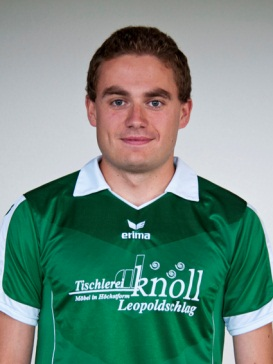 erima
Tischlerei knöll
Möbel in Höchstform
Leopoldschlag